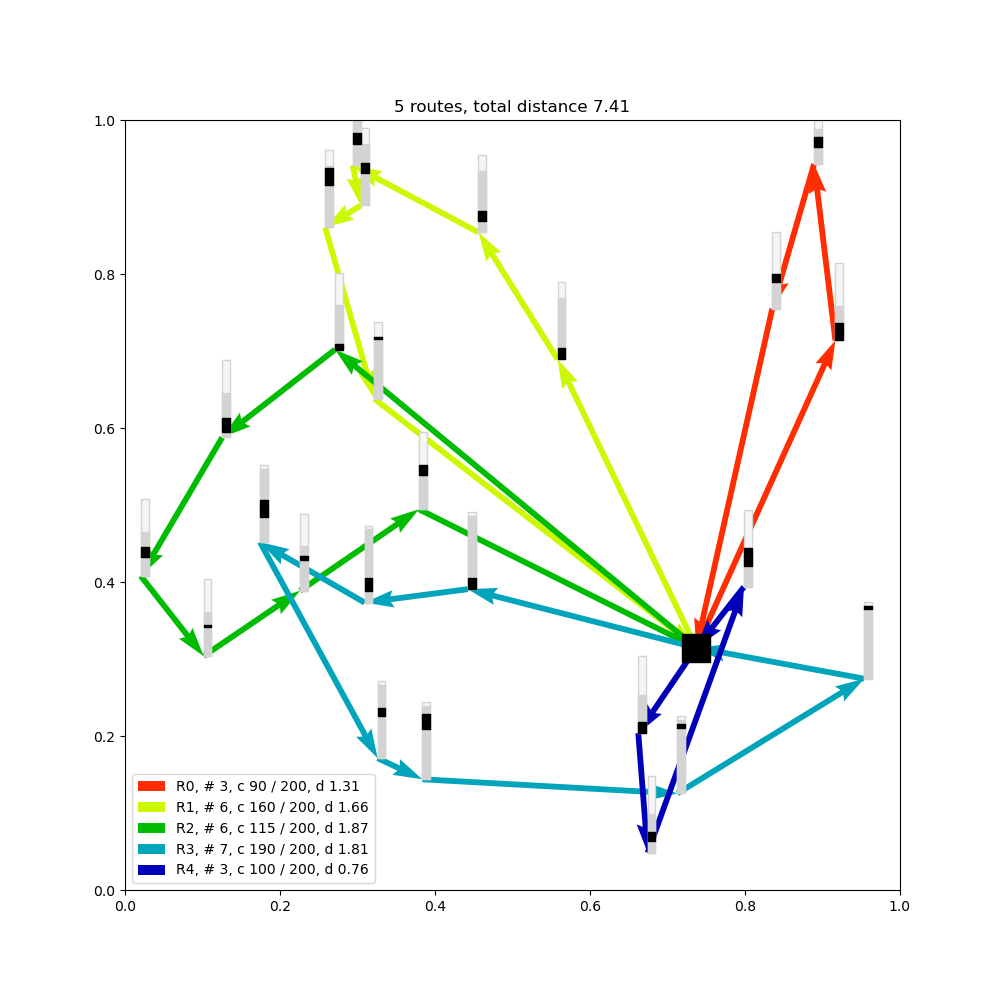 5 routes, total distance 7.41
1.0
0.8
0.6
0.4
0.2
0.0
R0, # 3, c 90 / 200, d 1.31
R1, # 6, c 160 / 200, d 1.66
R2, # 6, c 115 / 200, d 1.87
R3, # 7, c 190 / 200, d 1.81
R4, # 3, c 100 / 200, d 0.76
0.0 0.2 0.4 0.6 0.8 1.0